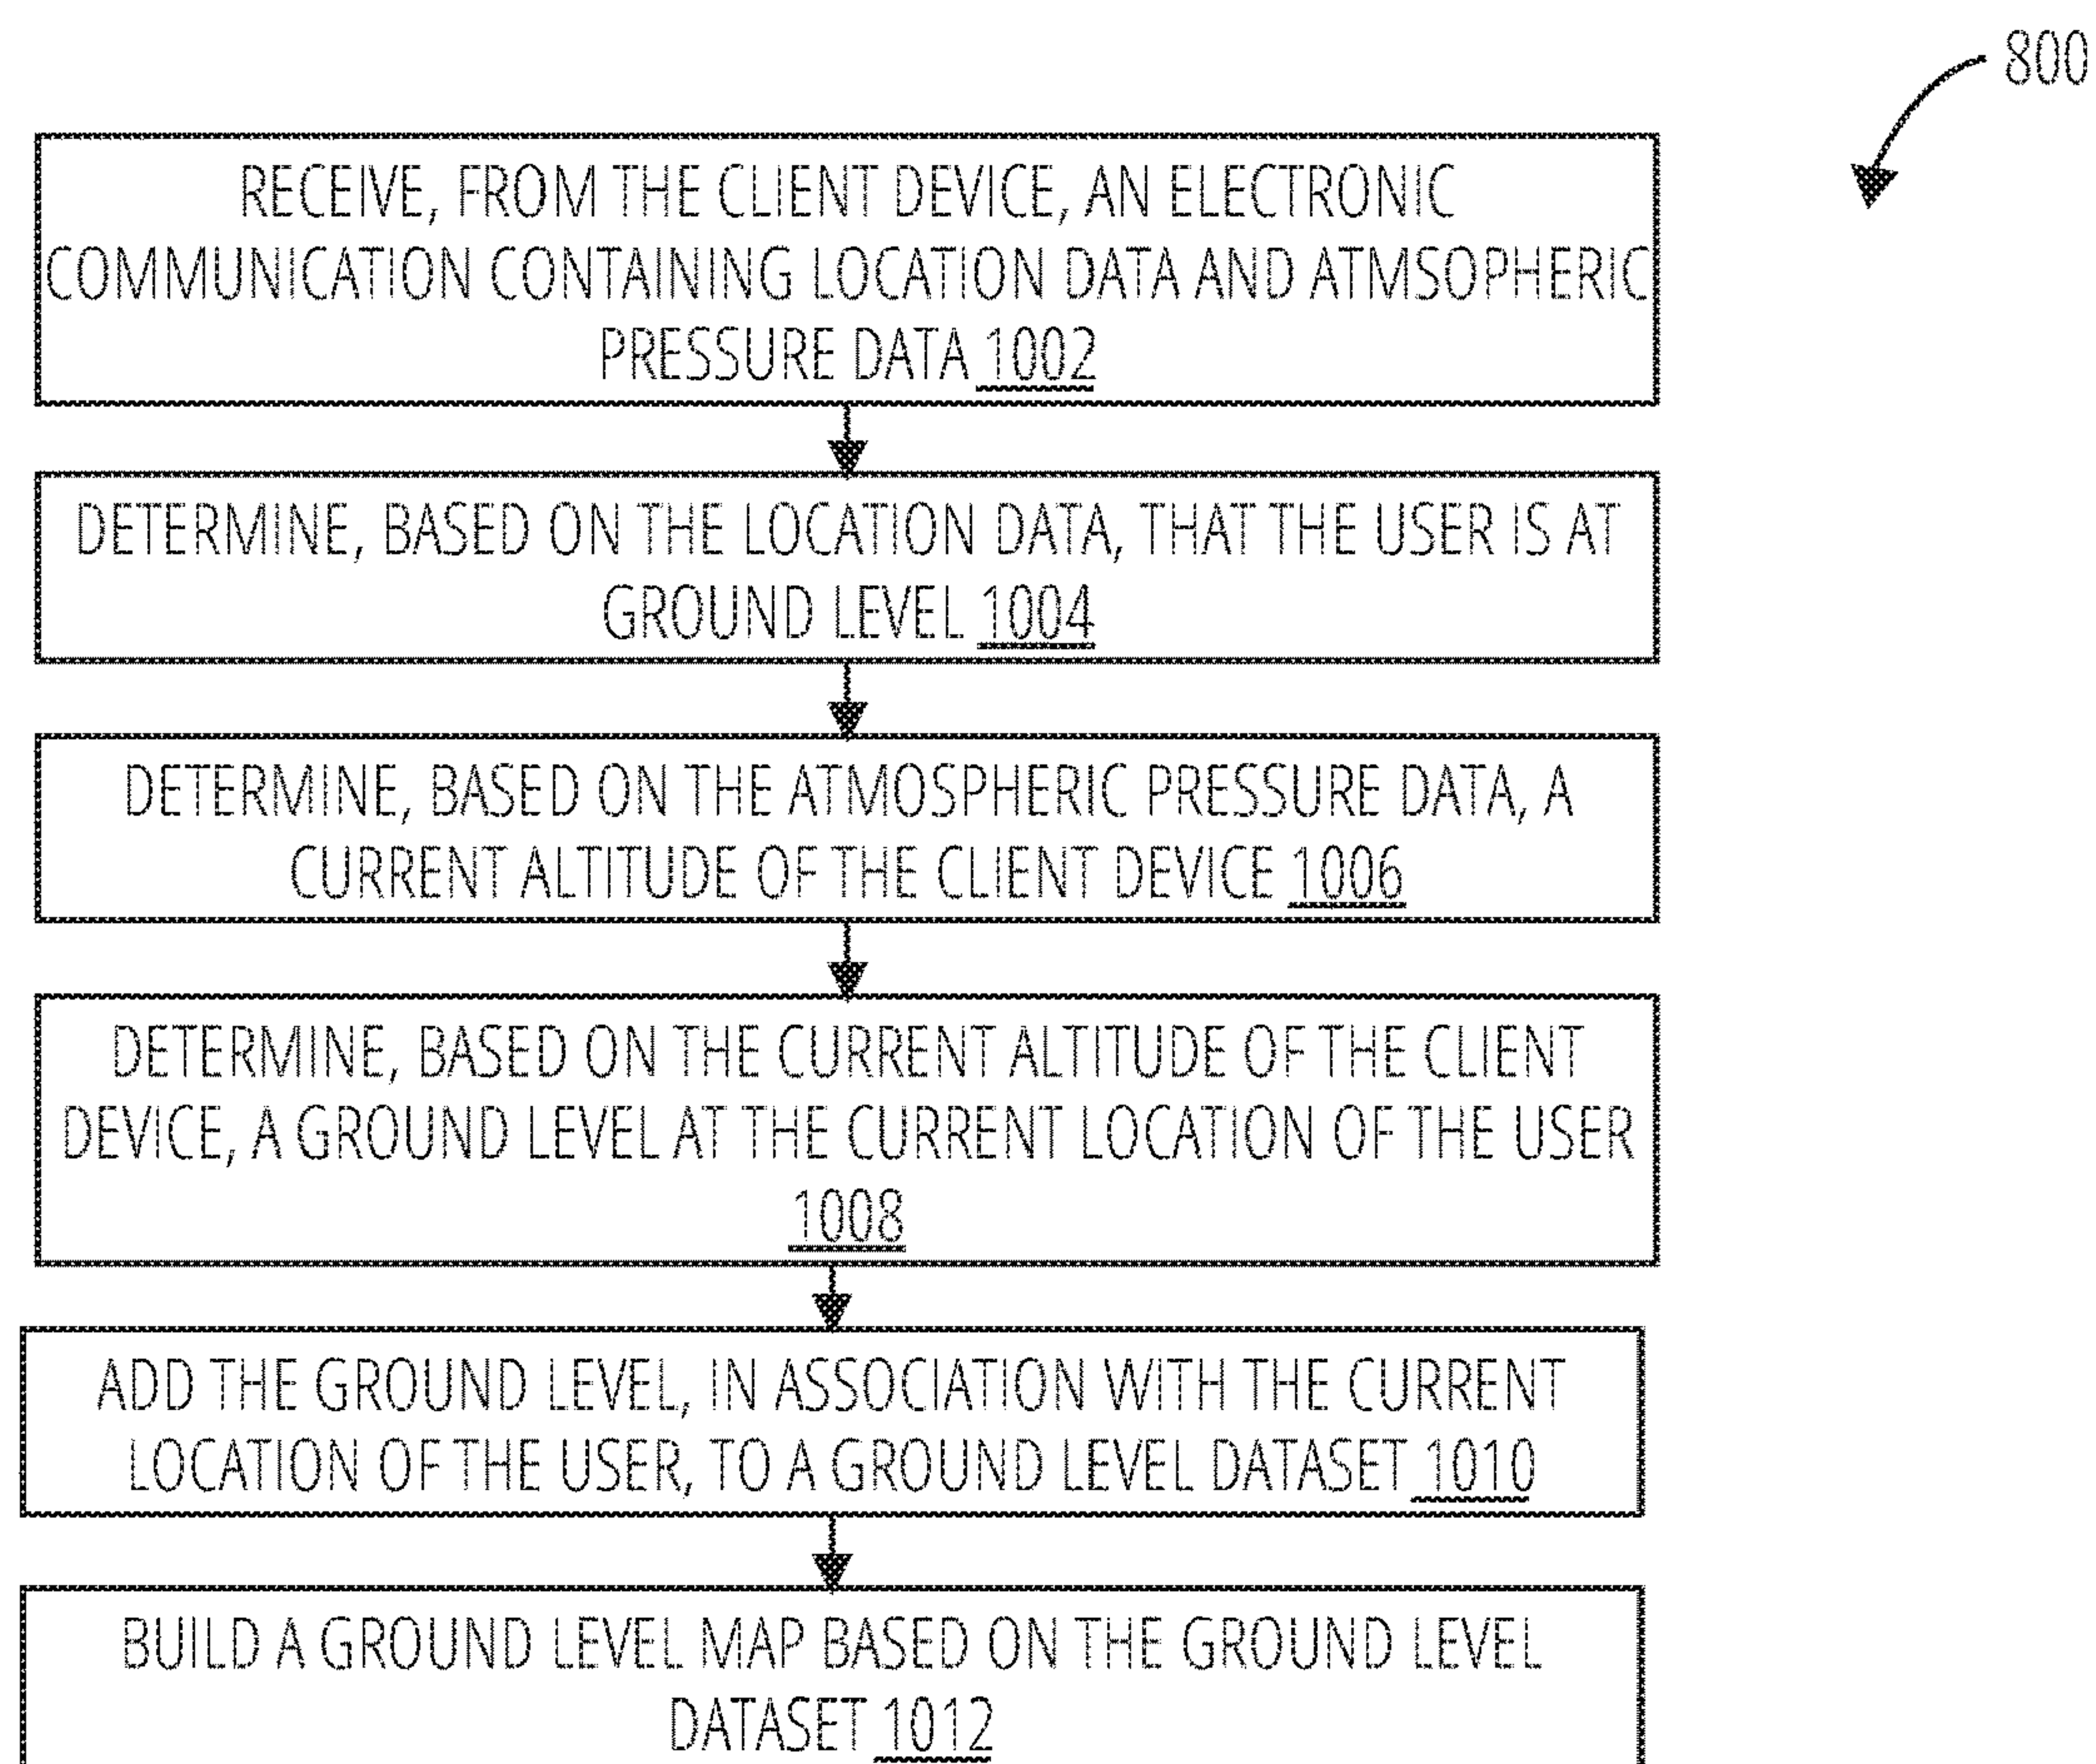 800
RECEIVE, FROM THE CLIENT DEVICE, AN ELECTRONIC
COMMUNICATION CONTAINING LOCATION DATA AND ATMSOPHERIC
PRESSURE DATA 1002
DETERMINE, BASED ON THE LOCATION DATA, THAT THE USER IS AT
GROUND LEVEL 1004
DETERMINE, BASED ON THE ATMOSPHERIC PRESSURE DATA, A
CURRENT ALTITUDE OF THE CLIENT DEVICE 1006
DETERMINE, BASED ON THE CURRENT ALTITUDE OF THE CLIENT
DEVICE, A GROUND LEVEL AT THE CURRENT LOCATION OF THE USER
1008
ADD THE GROUND LEVEL, IN ASSOCIATION WITH THE CURRENT
LOCATION OF THE USER, TO A GROUND LEVEL DATASET 1010
BUILD A GROUND LEVEL MAP BASED ON THE GROUND LEVEL
DATASET 1012